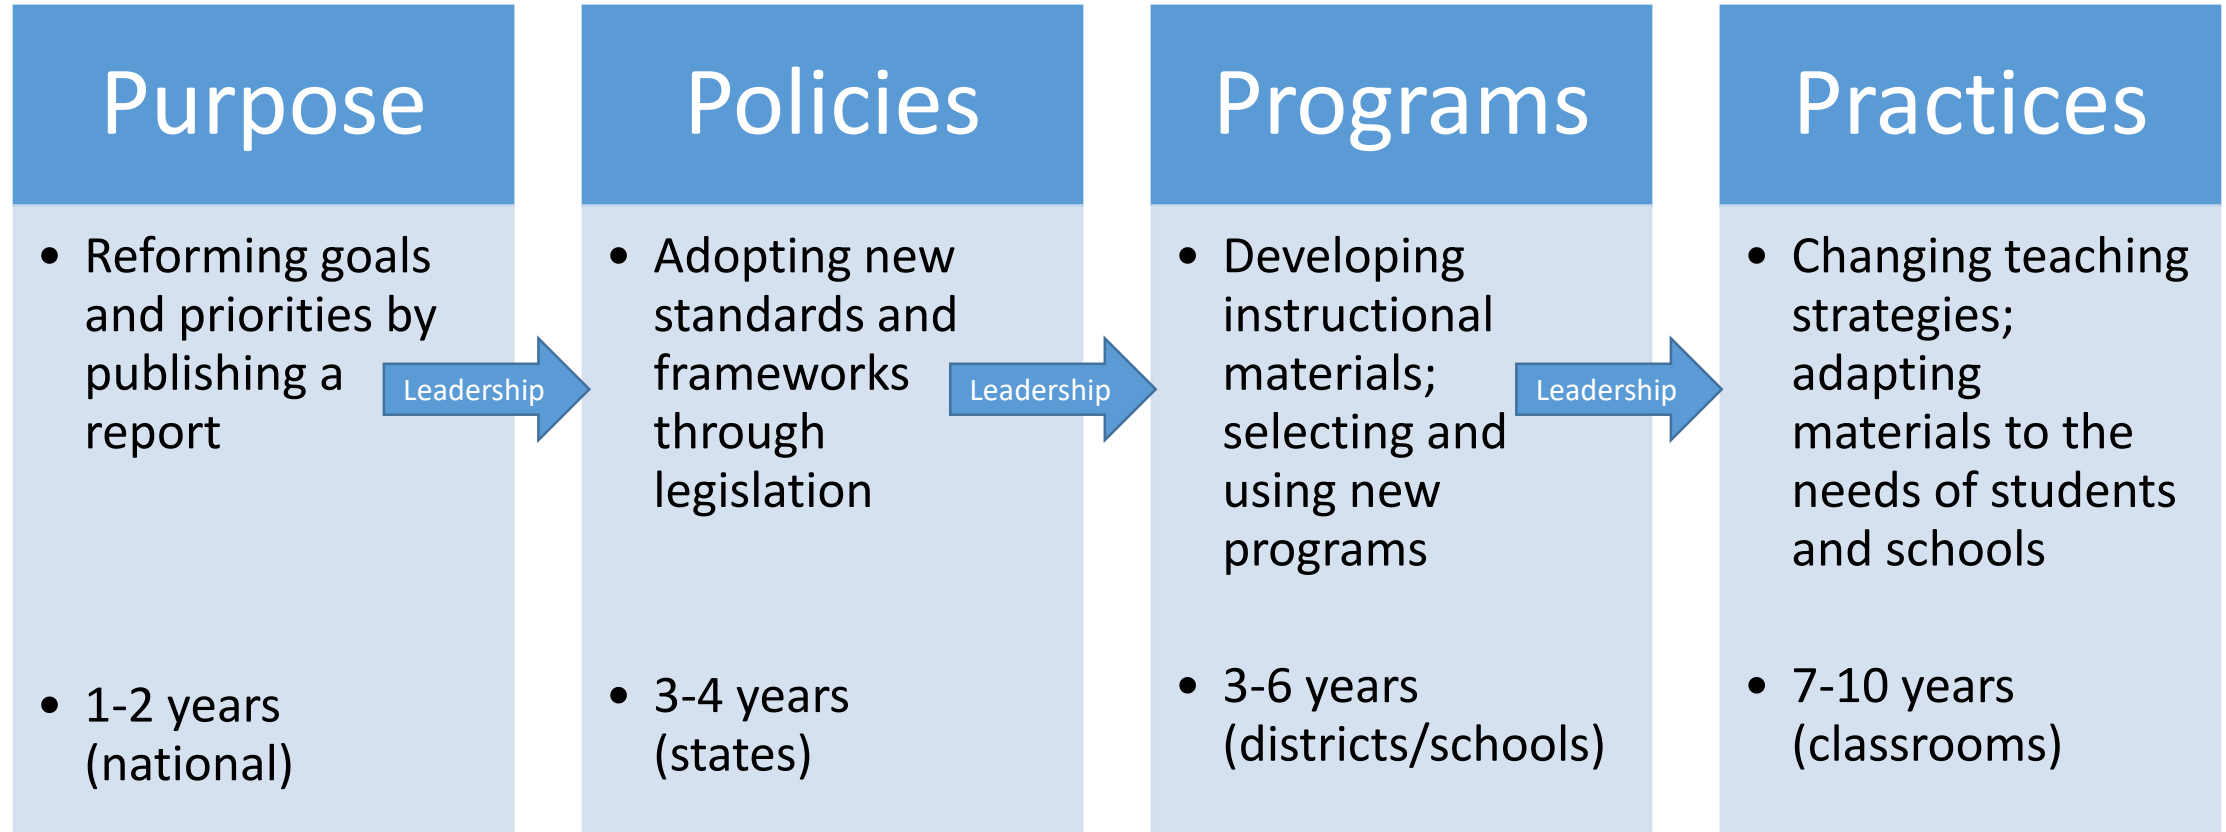 Purpose
• Reforming goals
and priorities by
publishing a
report
• 1-2 years
(national)
Leadership
Policies
• Adopting new
standards and
frameworks
through
legislation
• 3-4 years
(states)
Leadership
Programs
• Developing
instructional
materials;
selecting and
using new
programs
• 3-6 years
(districts/schools)
Leadership
Practices
• Changing teaching
strategies;
adapting
materials to the
needs of students
and schools
• 7-10 years
(classrooms)